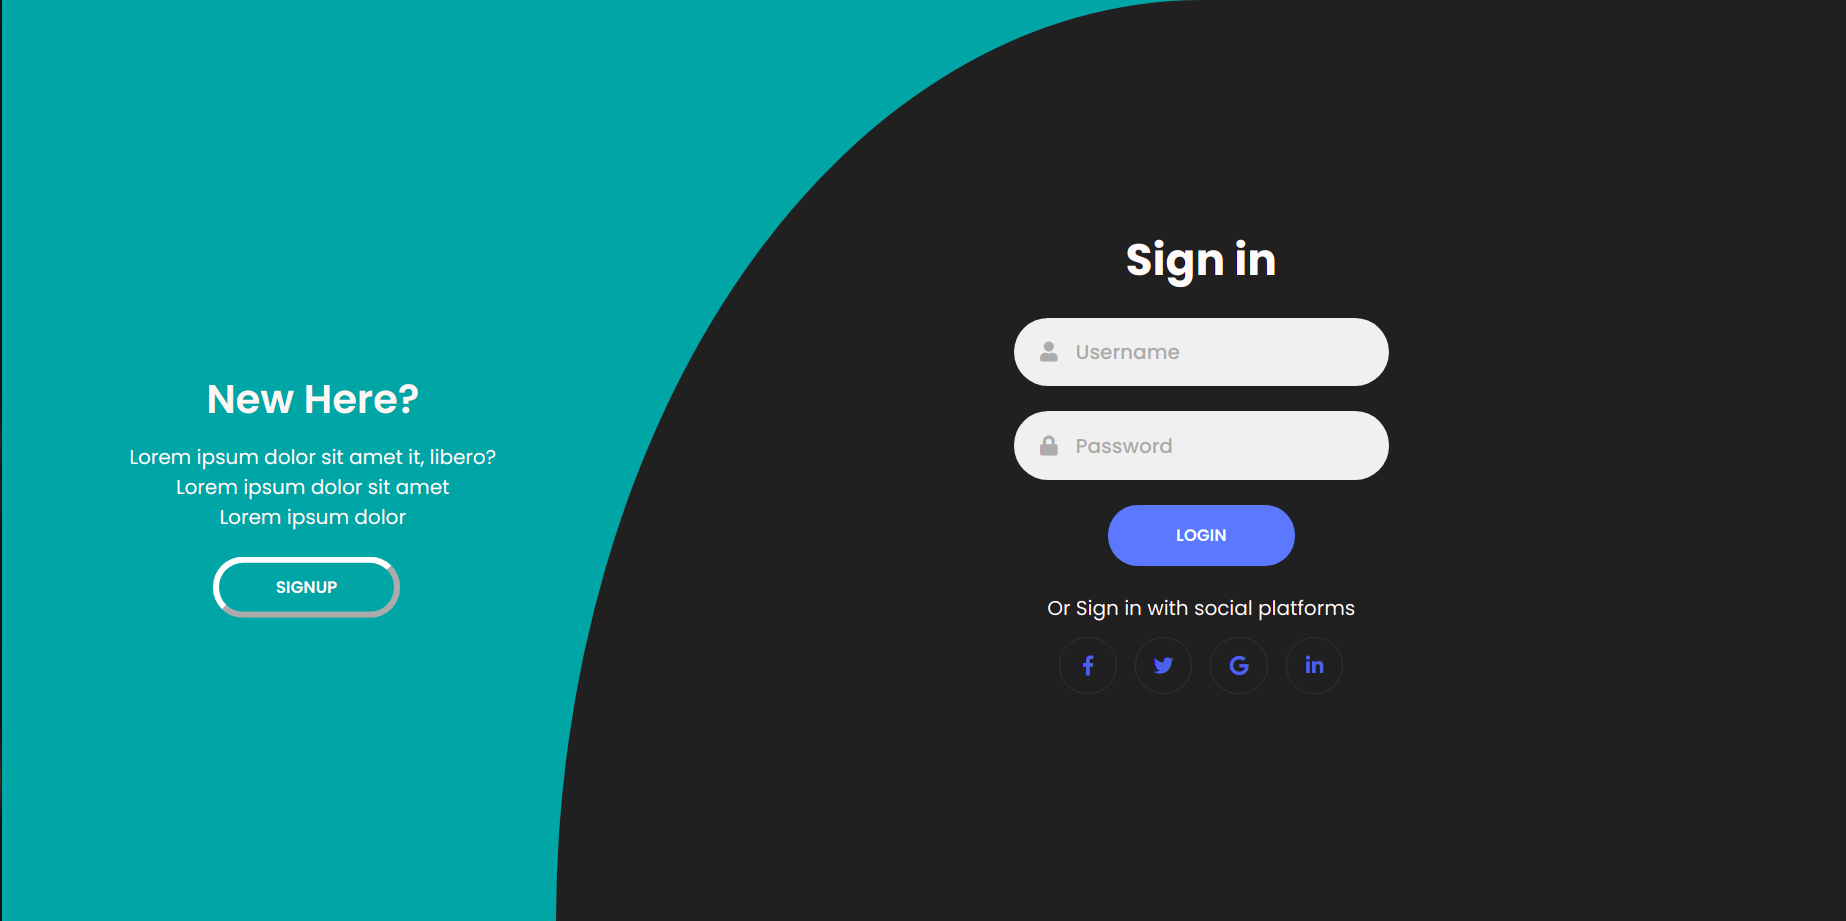 New Here?
Lorem ipsum dolor sit amet it, libero?
Lorem ipsum dolor sit amet
Lorem ipsum dolor
SIGNUP
Sign in
Username
Password
LOGIN
Or Sign in with social platforms